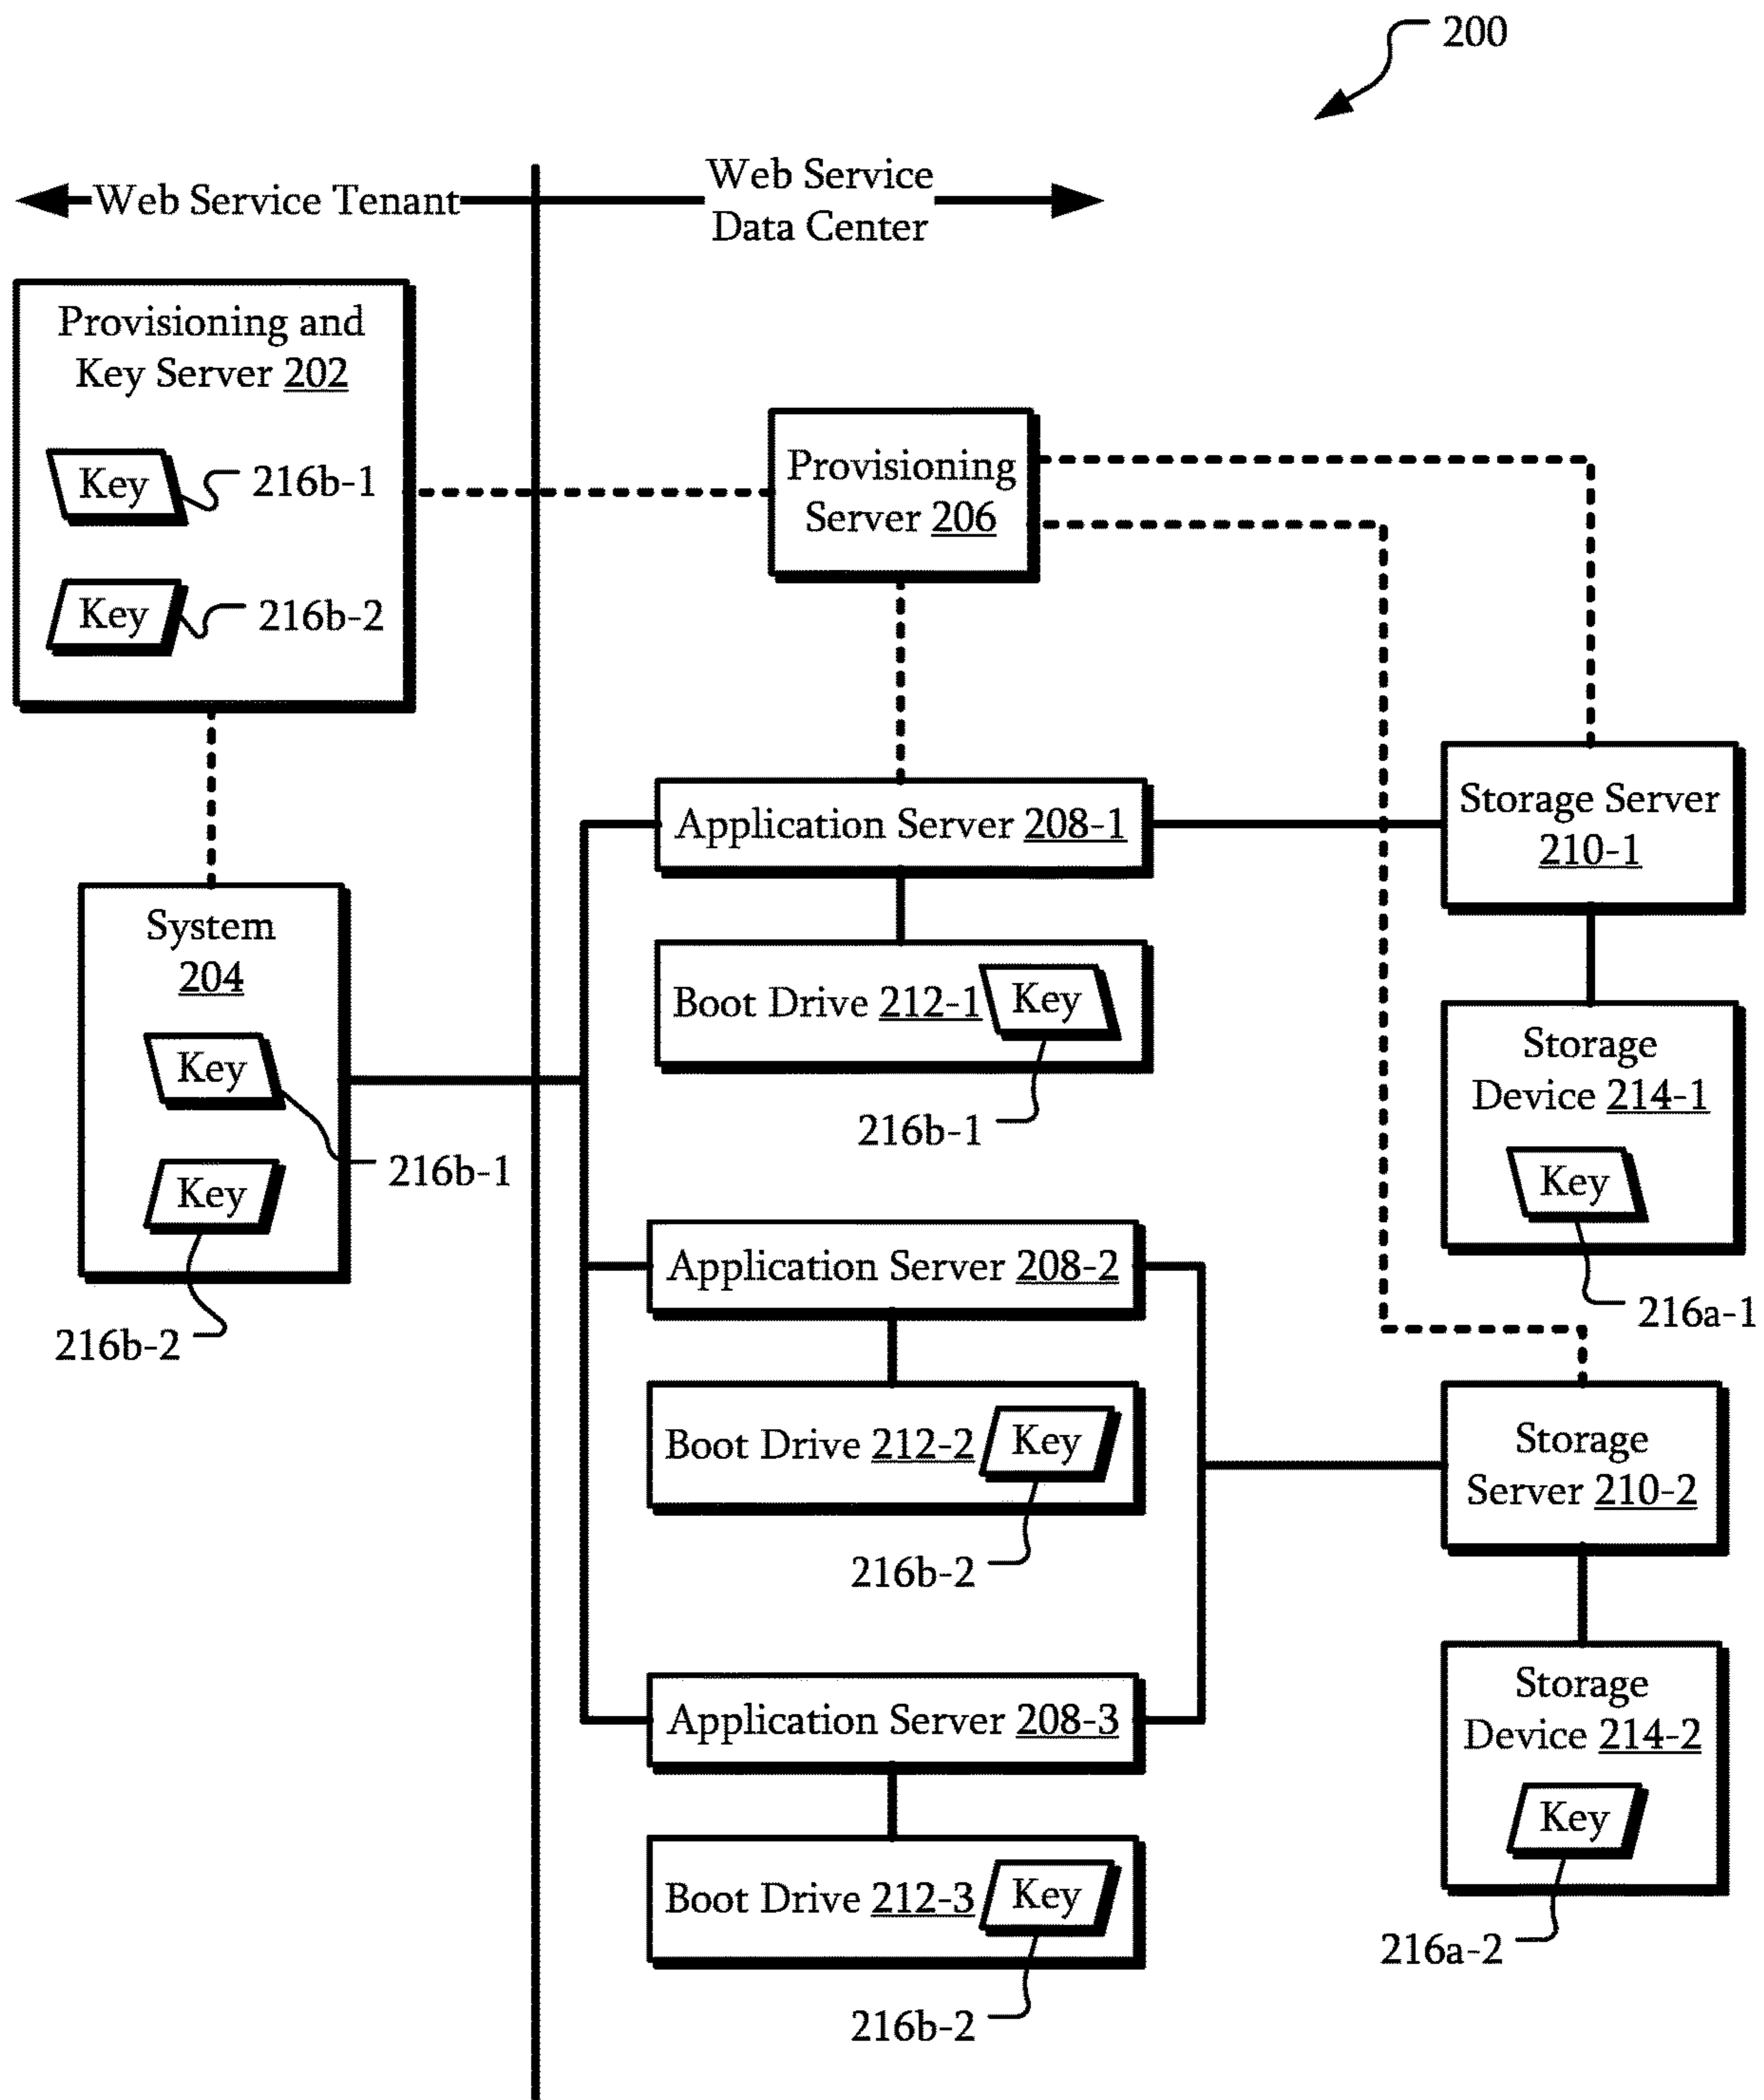 200
Web Service Tenant
Web Service
Data Center
Provisioning and
Key Server 202
Key
216b-1
Key
216b-2
Provisioning
Server 206
Application Server 208-1
Storage Server
210-1
System
204
Key
216b-1
Key
216b-2
Boot Drive 212-1
Key
216b-1
Storage
Device 214-1
Key
216a-1
Application Server 208-2
Boot Drive 212-2
Key
216b-2
Storage
Server 210-2
Application Server 208-3
Storage
Device 214-2
Key
216a-2
Boot Drive 212-3
Key
216b-2